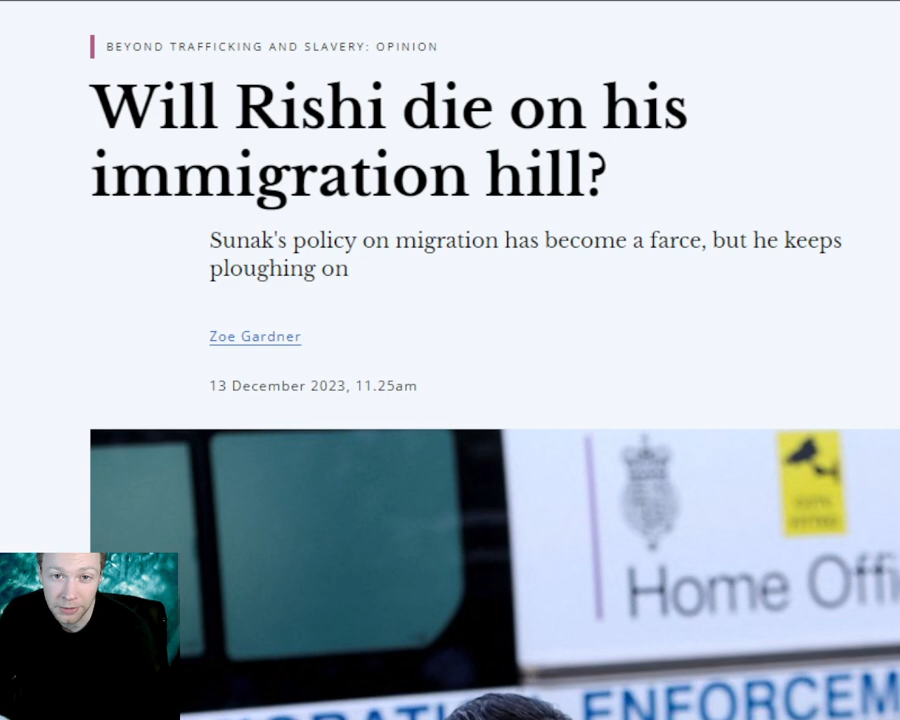 BEYOND TRAFFICKING AND SLAVERY: OPINION
Will Rishi die on his
immigration hill?
Sunak's policy on migration has become a farce, but he keeps
ploughing on
Zoe Gardner
13 December 2023, 11.25am
Home Offi
ENFORCEM